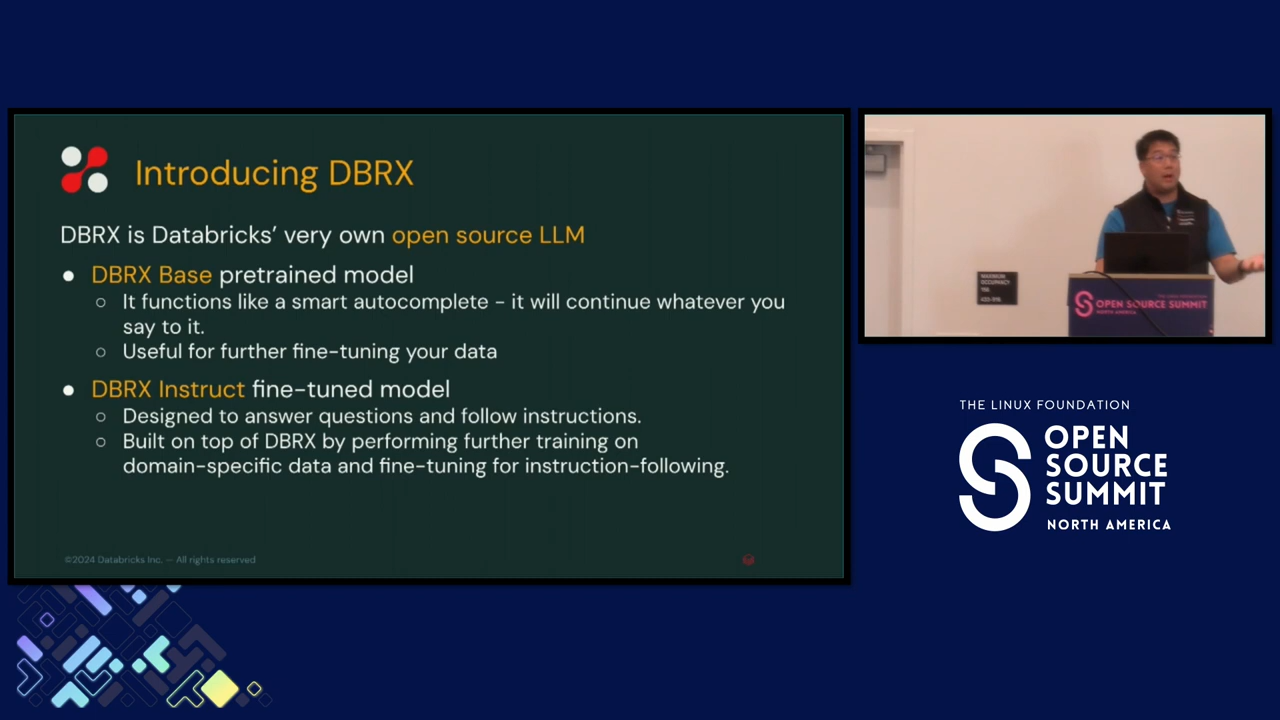 Introducing DBRX
DBRX is Databricks’ very own open source LLM
● DBRX Base pretrained model
○ It functions like a smart autocomplete – it will continue whatever you
say to it.
○ Useful for further fine-tuning your data
● DBRX Instruct fine-tuned model
○ Designed to answer questions and follow instructions.
○ Built on top of DBRX by performing further training on
domain-specific data and fine-tuning for instruction-following.
©2024 Databricks Inc. — All rights reserved
MAXIMUM
OCCUPANCY
OPEN SOURCE SUMMIT
NORTH AMERICA
THE LINUX FOUNDATION
OPEN
SOURCE
SUMMIT
NORTH AMERICA